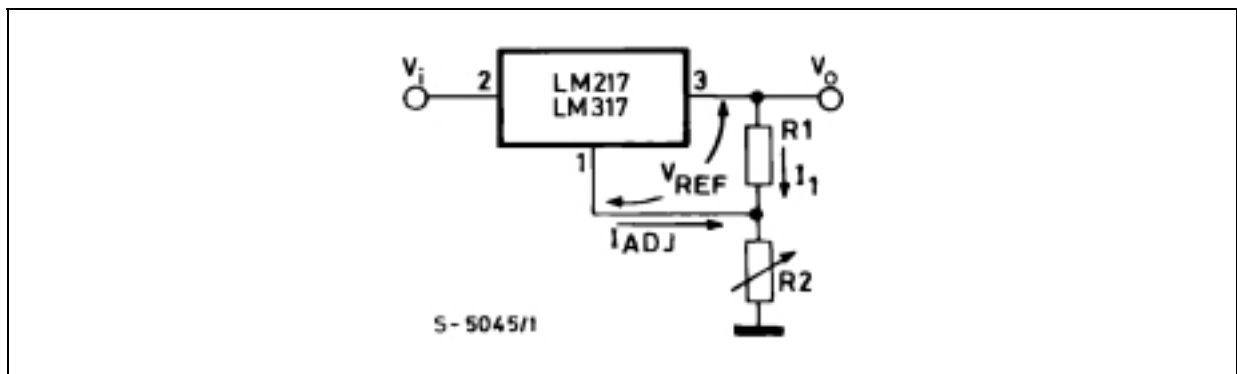 Vi
2
LM217
LM317
3
Vo
R1
I1
1
VREF
IADJ
R2
S-5045/1